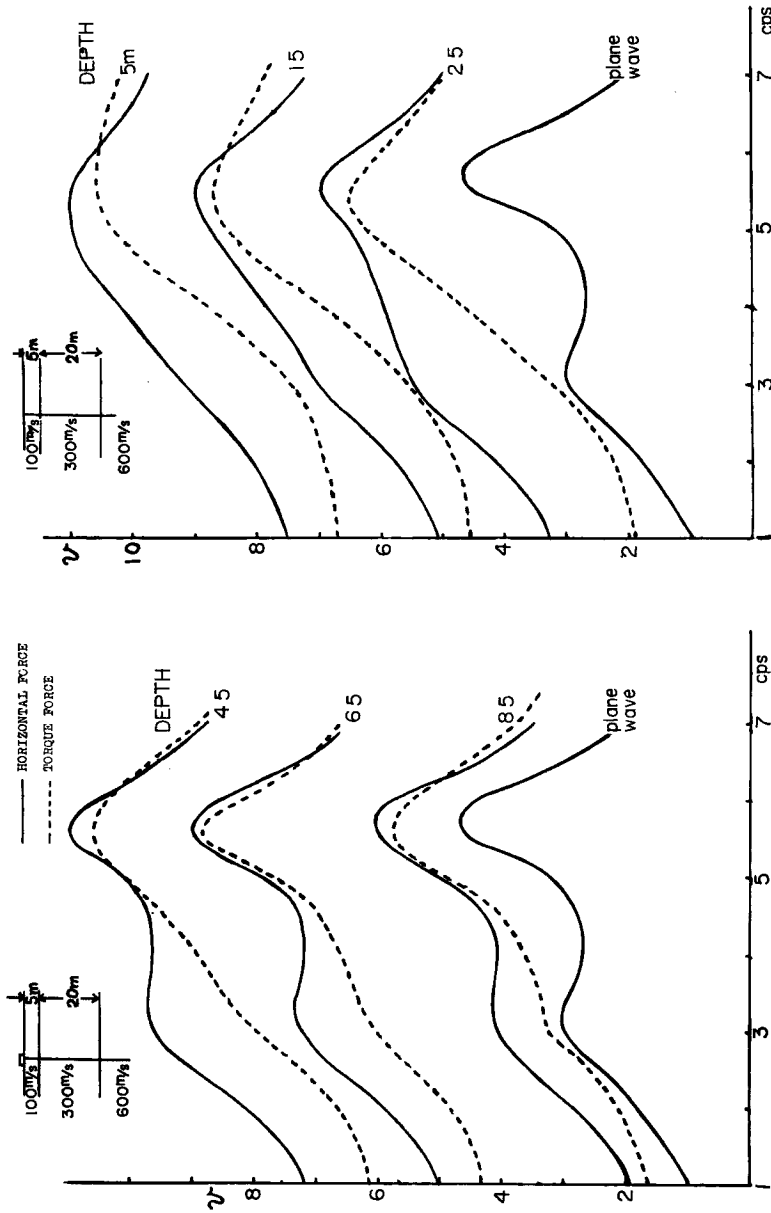 HORIZONTAL FORCE
TORQUE FORCE
100m/s
5m
300m/s
20m
600m/s
DEPTH
45
65
85
plane
wave
v
8
6
4
2
1
3
5
7
cps
100m/s
5m
300m/s
20m
600m/s
DEPTH
5m
15
25
plane
wave
v
10
8
6
4
2
1
3
5
7
cps